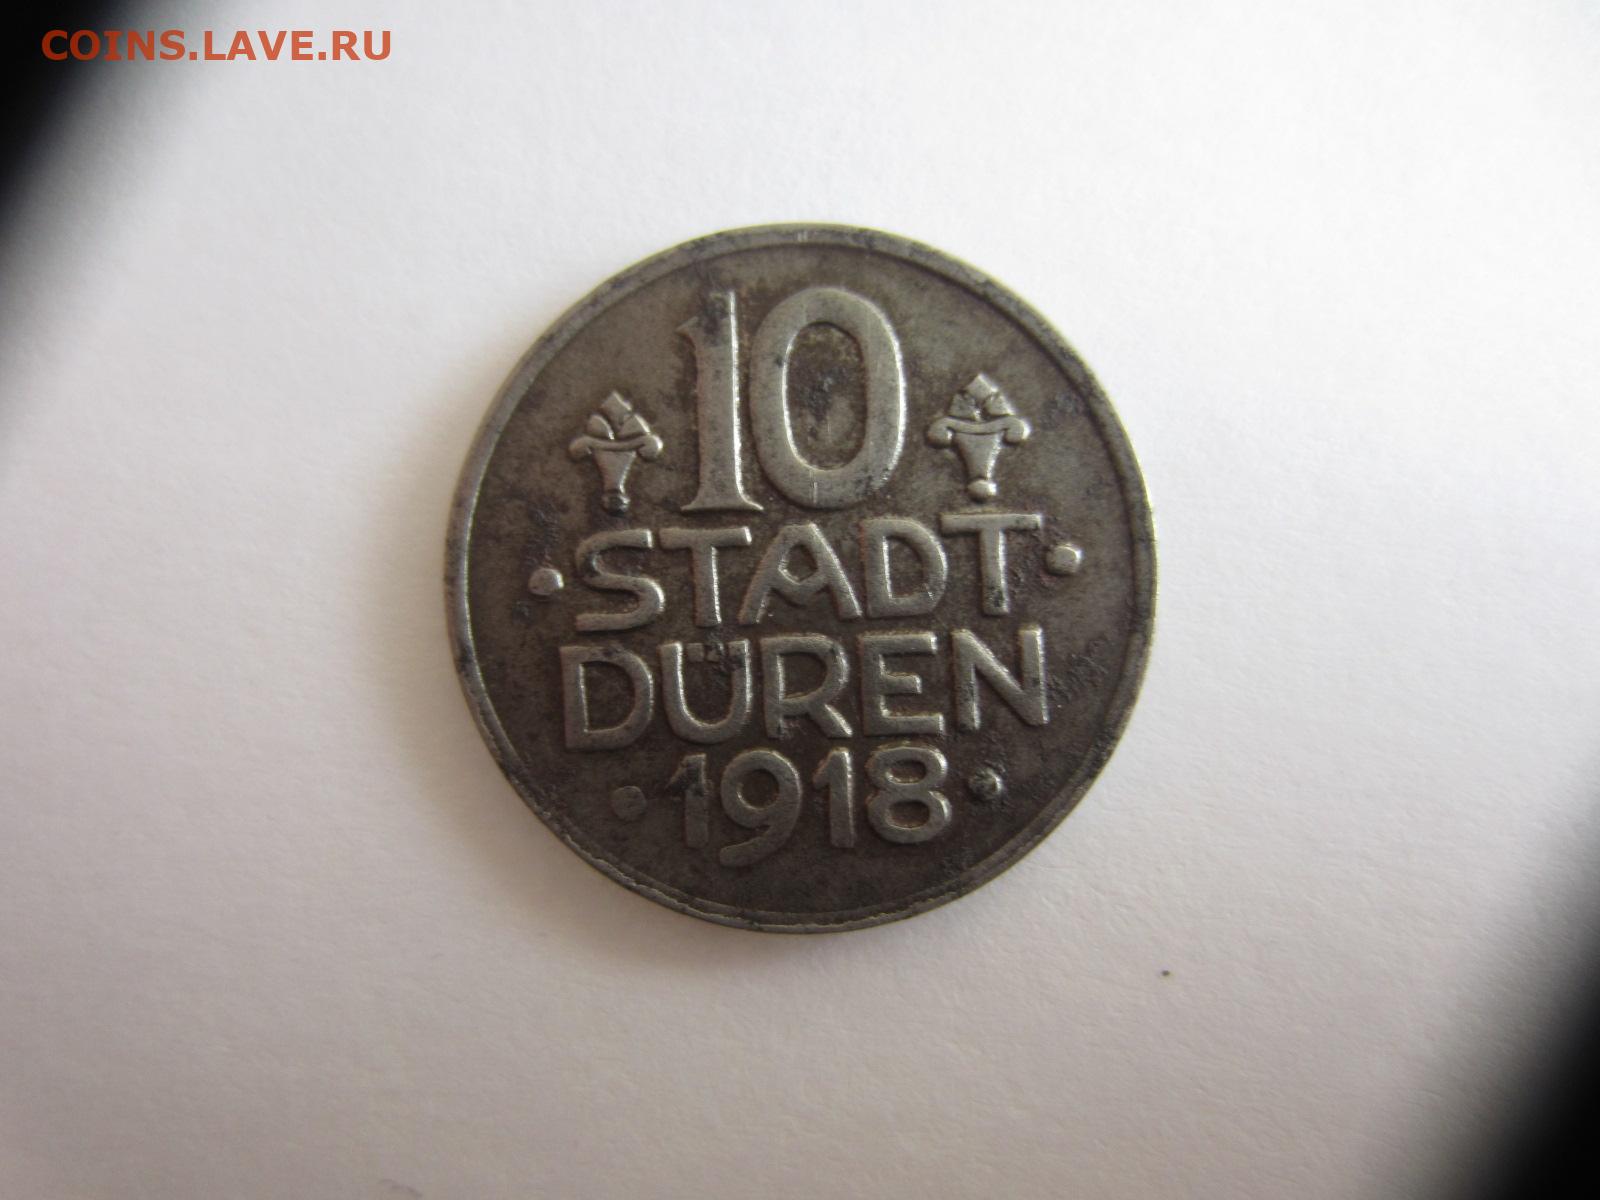 COINS.LAVE.RU
10
·STADT·
DÜREN
·1918·